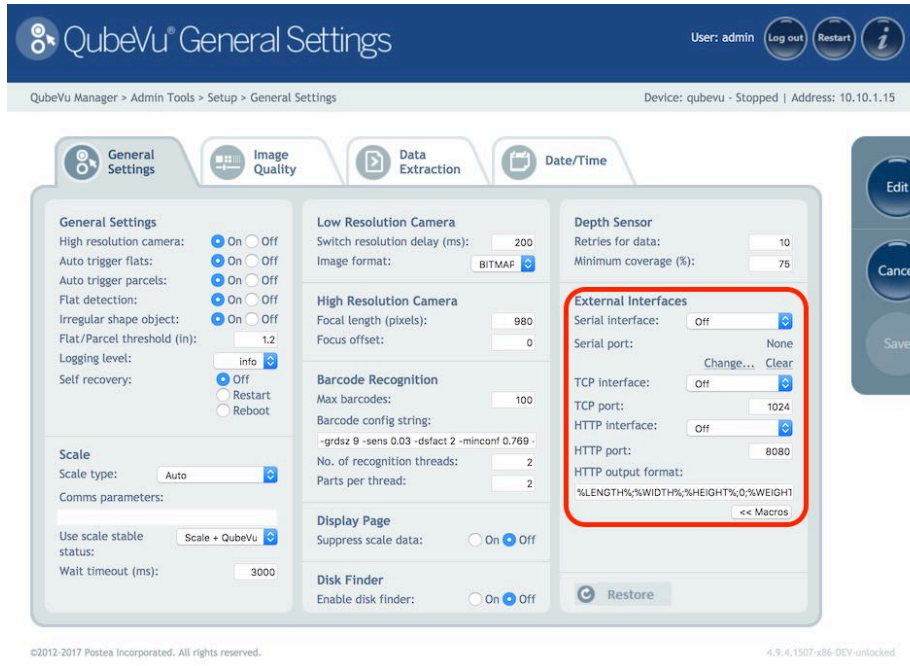 QubeVu® General Settings
User: admin
Log out
Restart
i
QubeVu Manager > Admin Tools > Setup > General Settings
Device: qubevu - Stopped | Address: 10.10.1.15
General Settings
Image Quality
Data Extraction
Date/Time
General Settings
High resolution camera: On Off
Auto trigger flats: On Off
Auto trigger parcels: On Off
Flat detection: On Off
Irregular shape object: On Off
Flat/Parcel threshold (in): 1.2
Logging level: info
Self recovery: Off
Restart
Reboot
Scale
Scale type: Auto
Comms parameters:
Use scale stable status: Scale + QubeVu
Wait timeout (ms): 3000
Low Resolution Camera
Switch resolution delay (ms): 200
Image format: BITMAP
High Resolution Camera
Focal length (pixels): 980
Focus offset: 0
Barcode Recognition
Max barcodes: 100
Barcode config string:
-grdsz 9 -sens 0.03 -dsfact 2 -minconf 0.769 -
No. of recognition threads: 2
Parts per thread: 2
Display Page
Suppress scale data: On Off
Disk Finder
Enable disk finder: On Off
Depth Sensor
Retries for data: 10
Minimum coverage (%): 75
External Interfaces
Serial interface: Off
Serial port: None
Change... Clear
TCP interface: Off
TCP port: 1024
HTTP interface: Off
HTTP port: 8080
HTTP output format:
%LENGTH%;%WIDTH%;%HEIGHT%;0;%WEIGHT
<< Macros
Restore
Edit
Cance
Save
©2012-2017 Postea Incorporated. All rights reserved.
4.9.4.1507-x86-DEV-unlocked